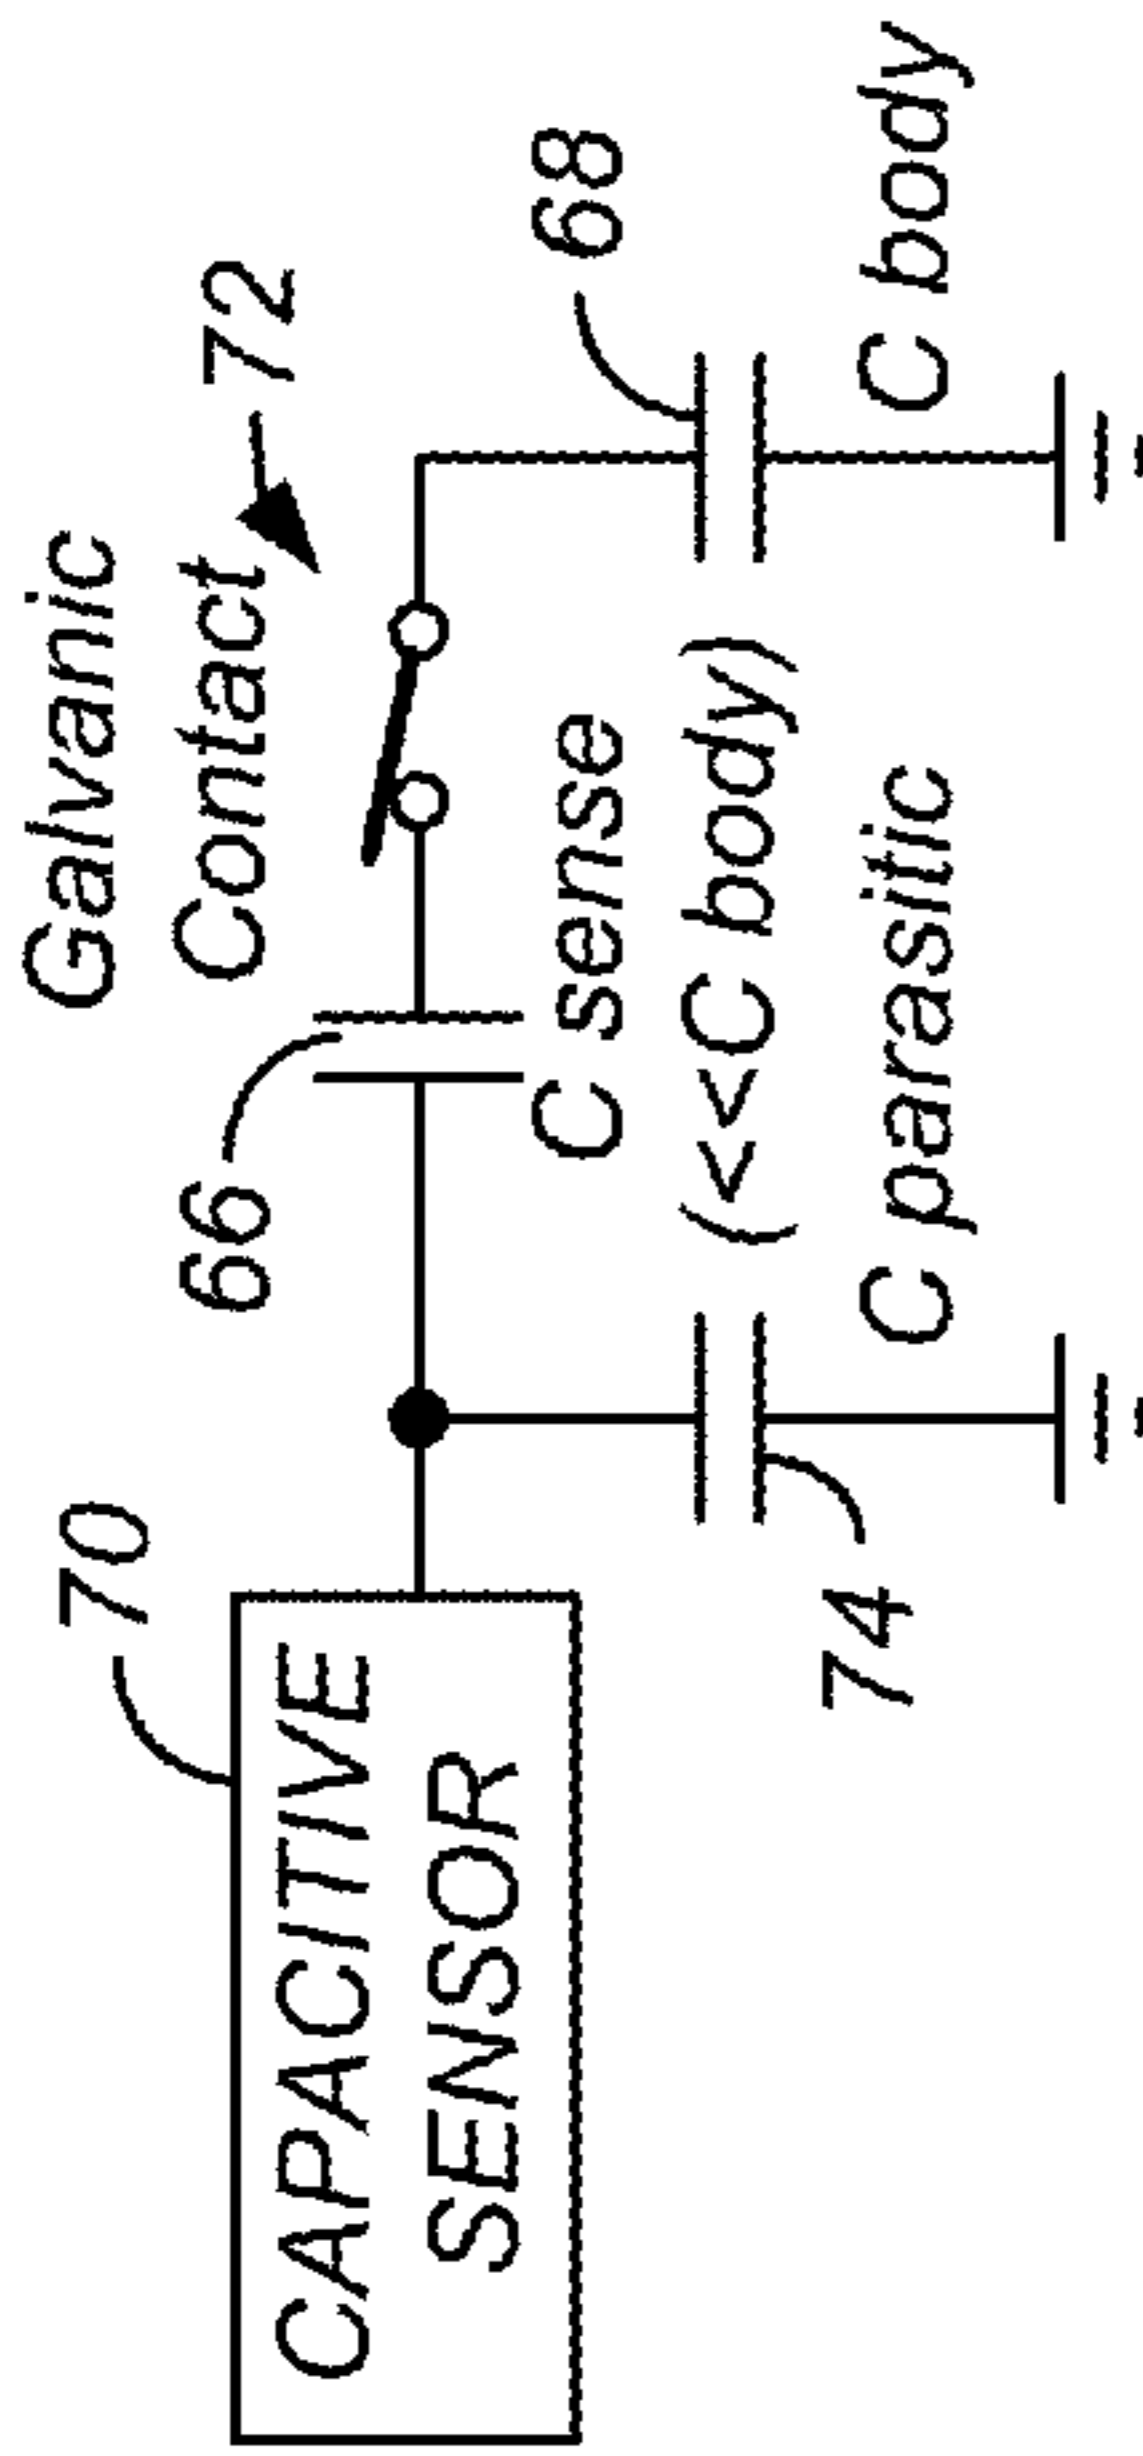 Galvanic
Contact
72
70
66
68
CAPACITIVE
SENSOR
C sense
(<<C body)
74
C parasitic
C body